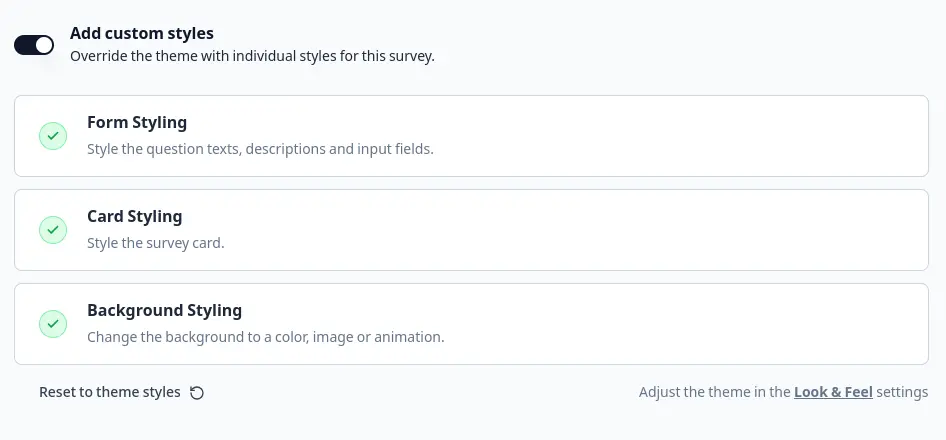 Add custom styles
Override the theme with individual styles for this survey.
Form Styling
Style the question texts, descriptions and input fields.
Card Styling
Style the survey card.
Background Styling
Change the background to a color, image or animation.
Reset to theme styles
Adjust the theme in the Look & Feel settings